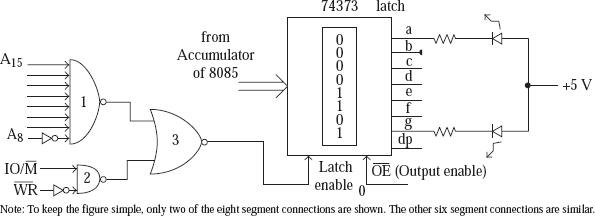 74373 latch
from
Accumulator
of 8085
0
0
0
0
1
1
0
1
a
b
c
d
e
f
g
dp
+5 V
A15
A8
1
2
3
IO/M̅
W̅R̅
Latch
enable
0
O̅E̅ (Output enable)
Note: To keep the figure simple, only two of the eight segment connections are shown. The other six segment connections are similar.